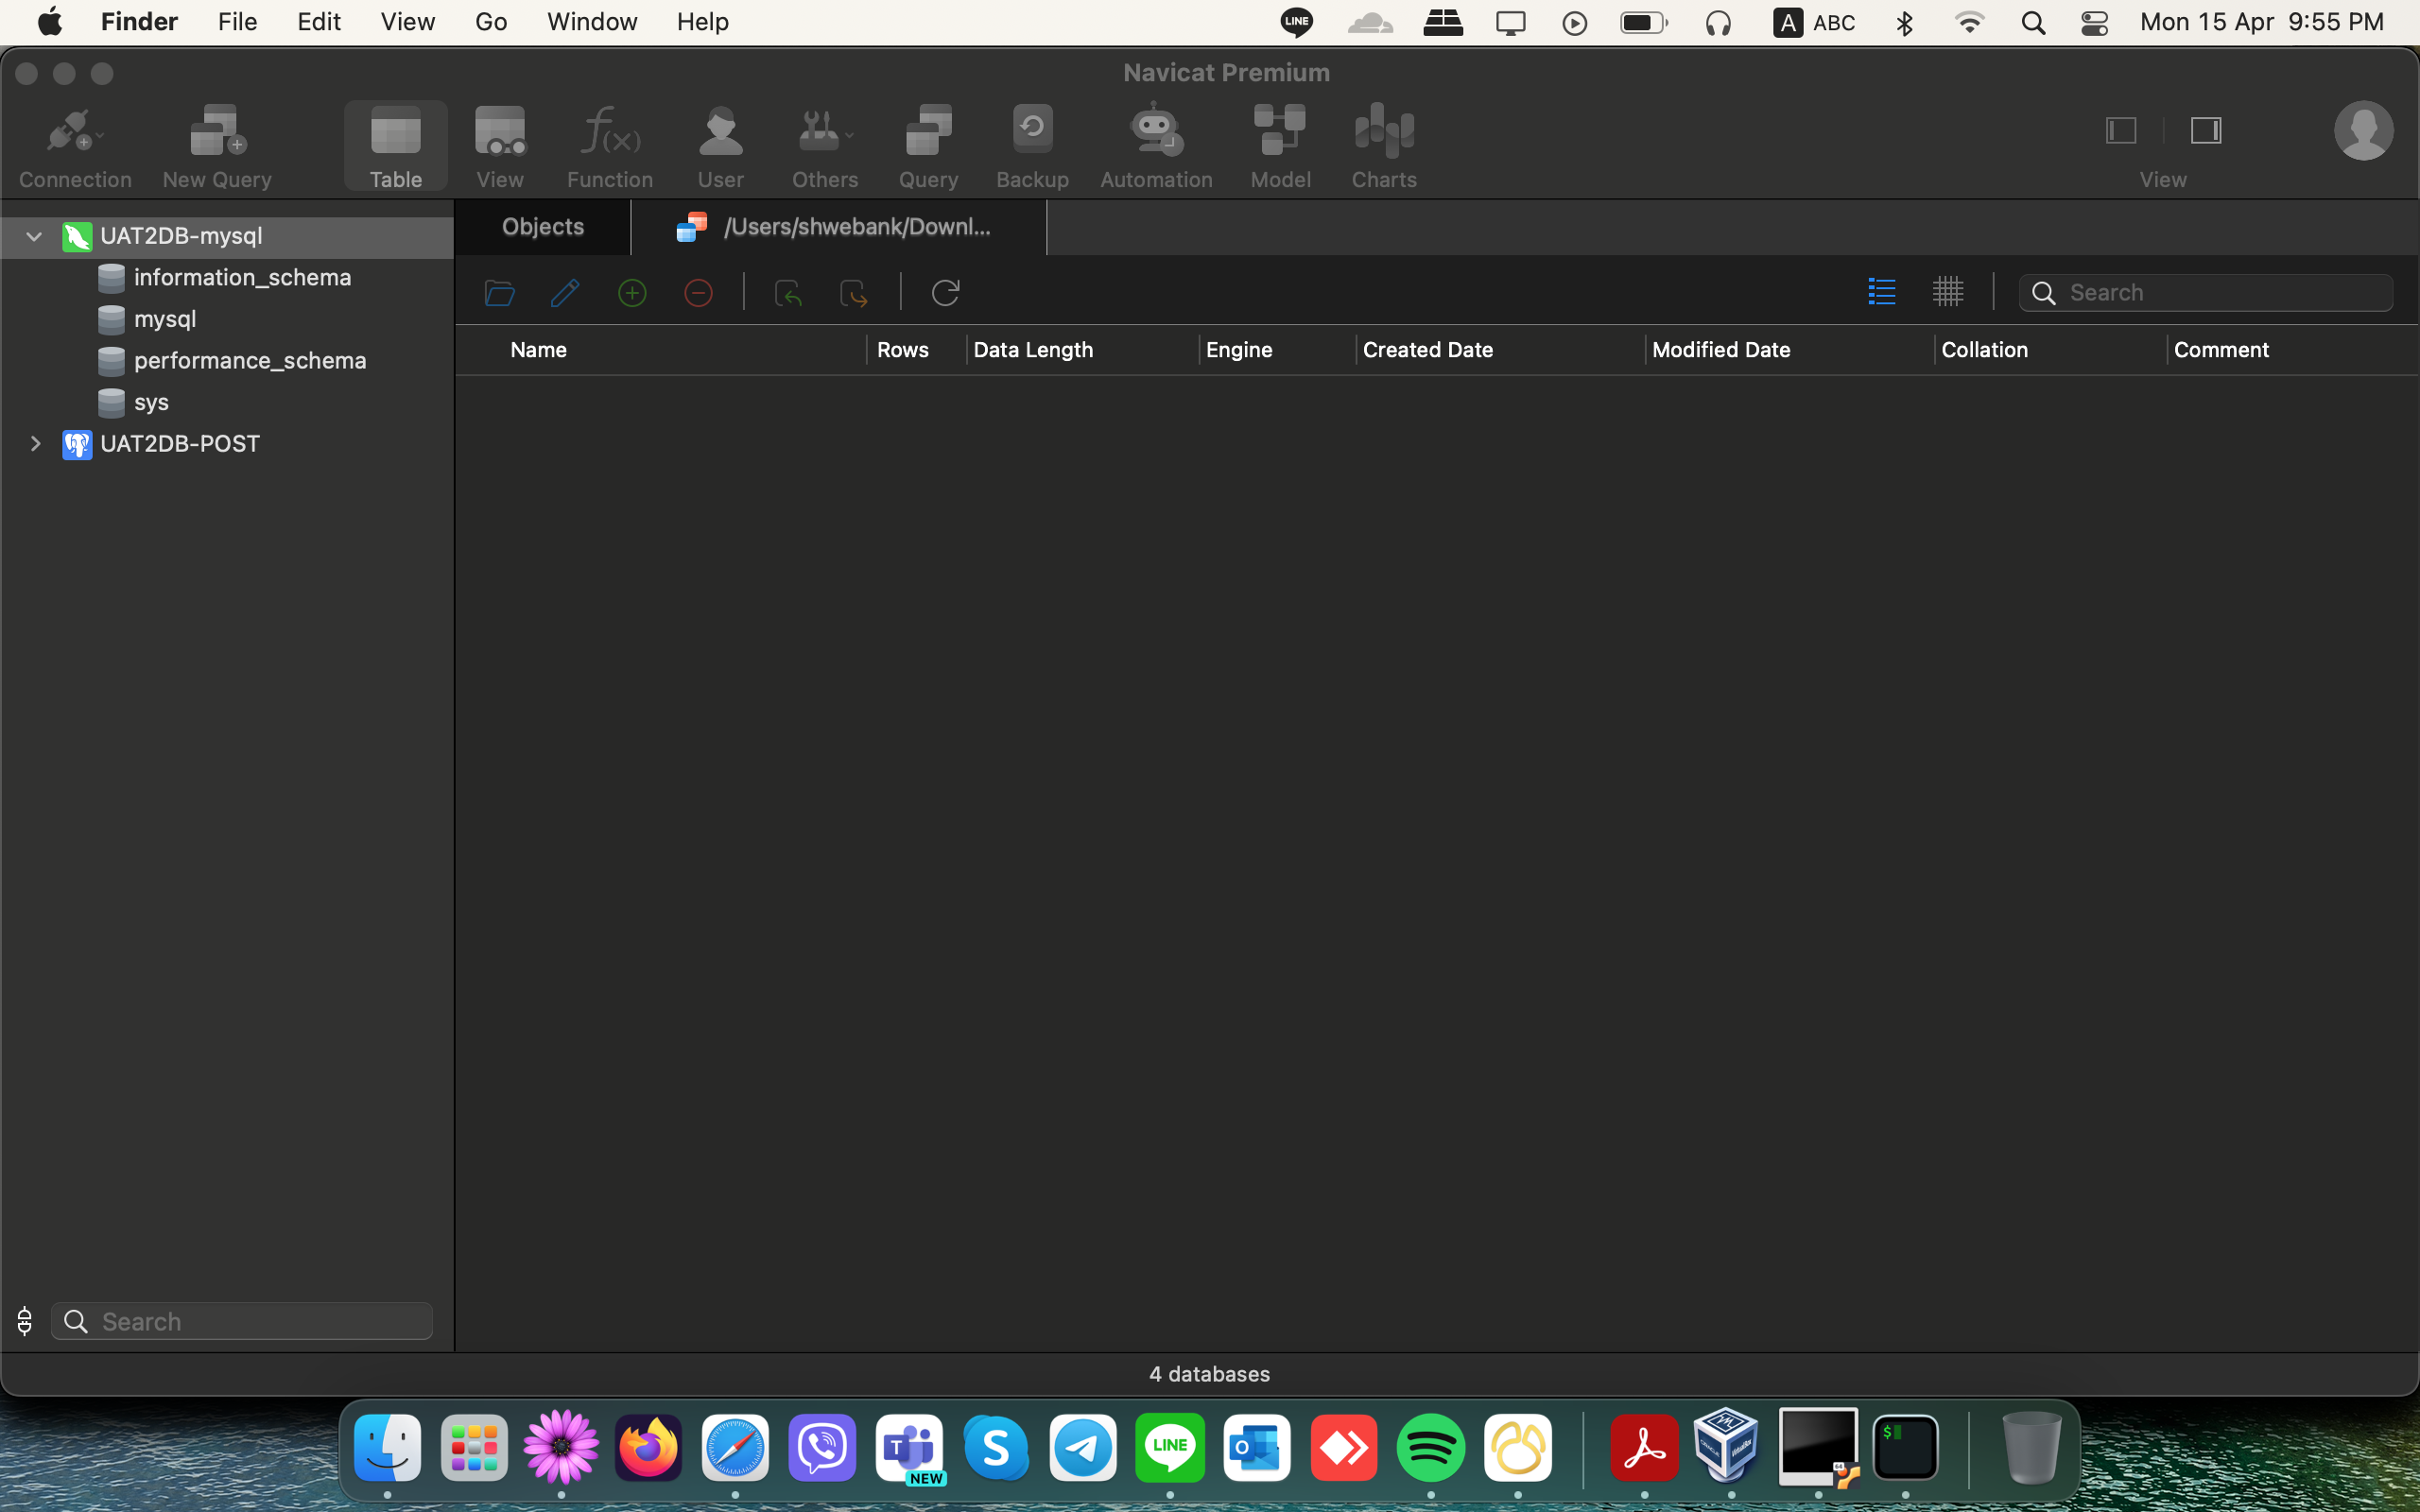 Finder File Edit View Go Window Help LINE A ABC Mon 15 Apr 9:55 PM
Navicat Premium
Connection New Query Table View Function User Others Query Backup Automation Model Charts View
f(x)
UAT2DB-mysql
information_schema
mysql
performance_schema
sys
UAT2DB-POST
Search
Objects /Users/shwebank/Downl...
Search
Name Rows Data Length Engine Created Date Modified Date Collation Comment
4 databases
T NEW S LINE O $